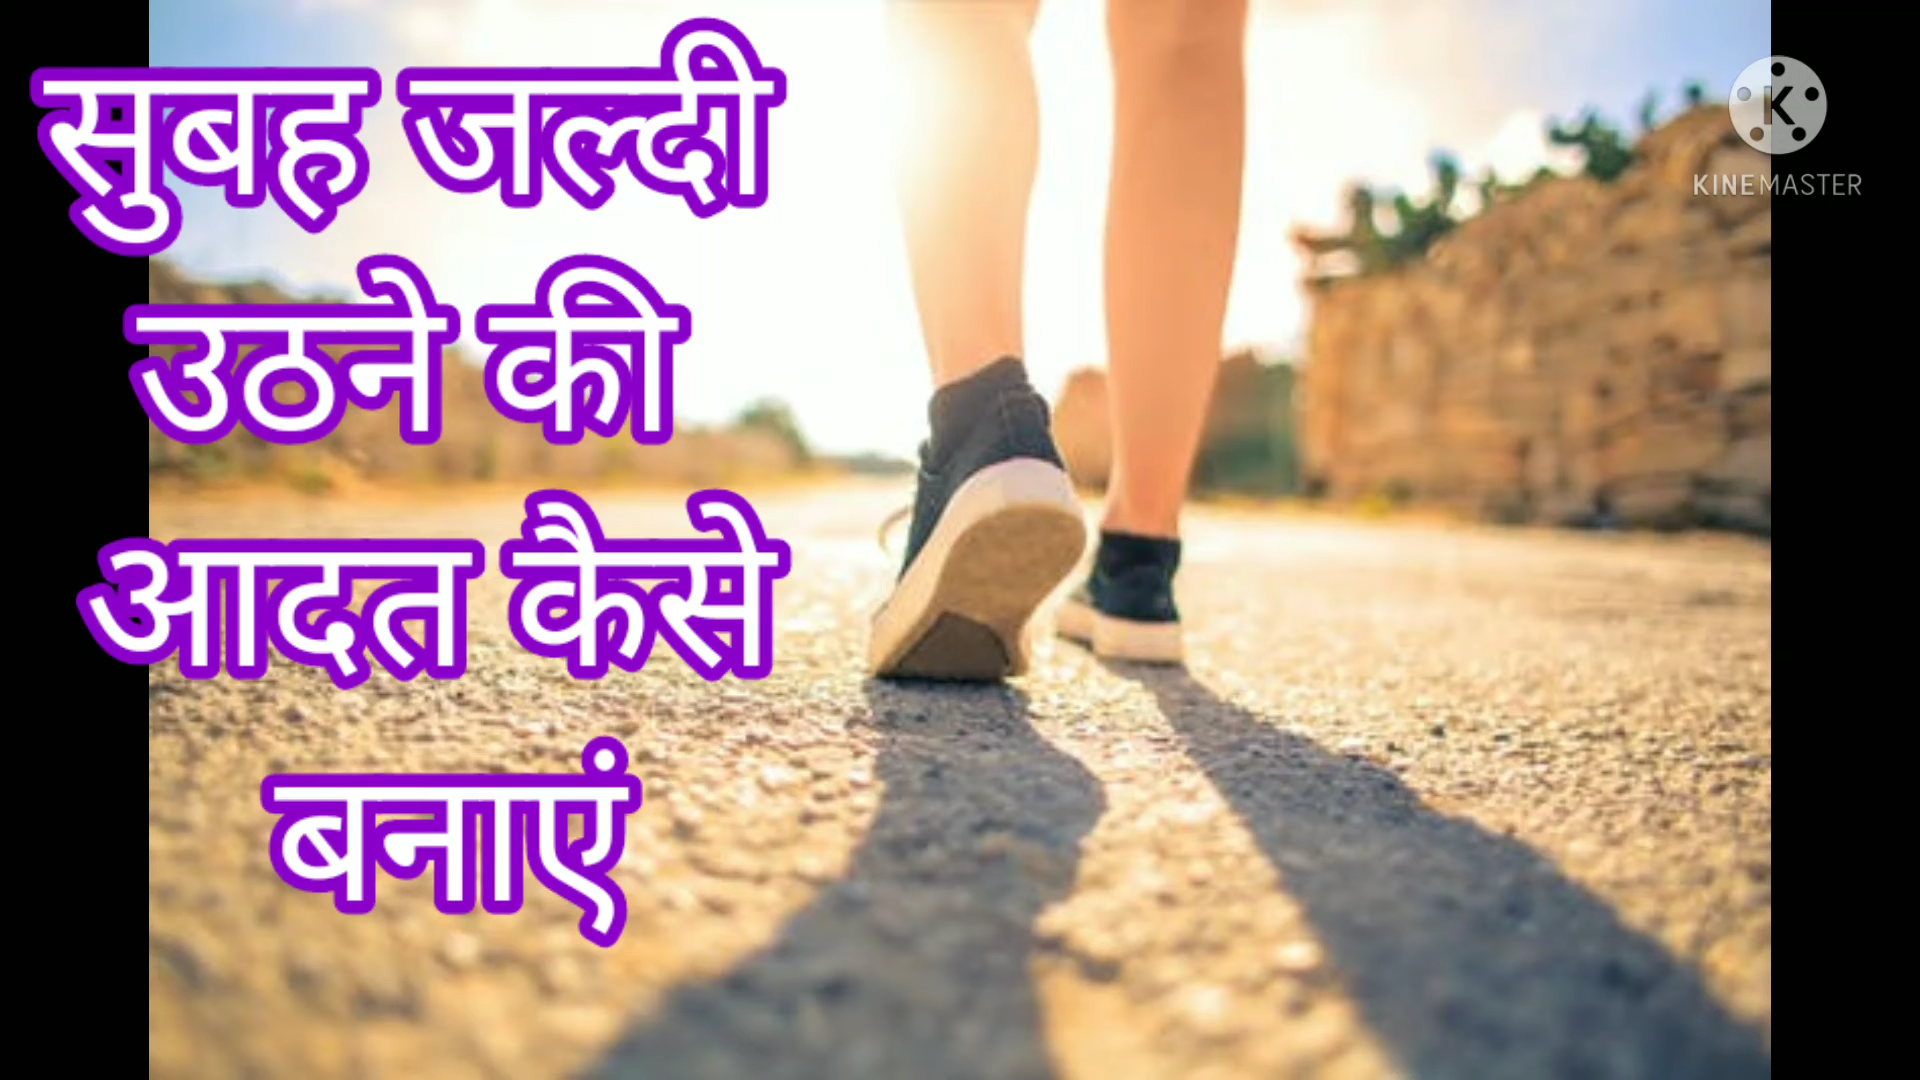 सुबह जल्दी
उठने की
आदत कैसे
बनाएं
K
KINEMASTER